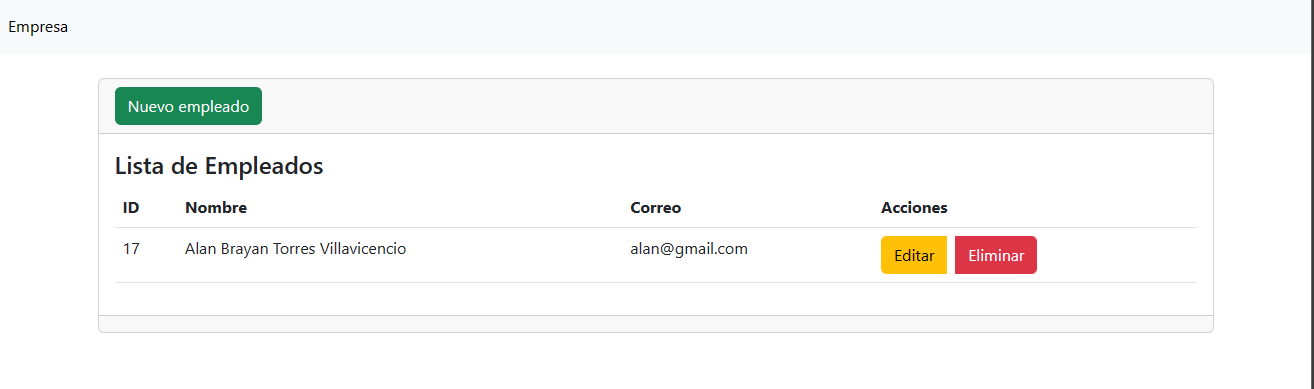 Empresa
Nuevo empleado
Lista de Empleados
ID Nombre Correo Acciones
17 Alan Brayan Torres Villavicencio alan@gmail.com Editar Eliminar